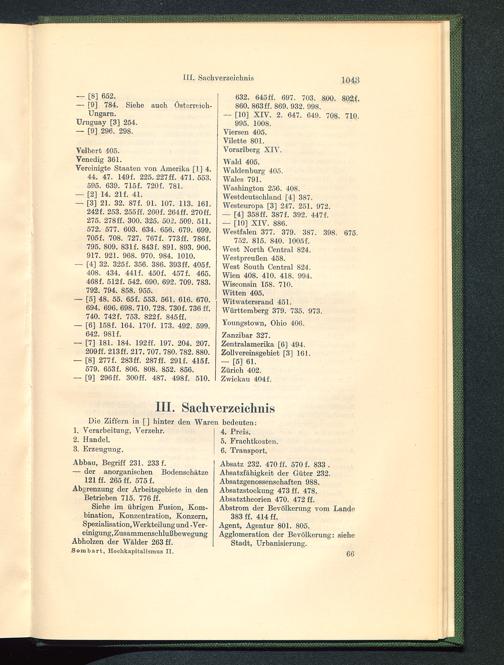 III. Sachverzeichnis
1043
— [8] 652.
— [9] 784. Siehe auch Österreich-
Ungarn.
Uruguay [3] 254.
— [9] 296. 298.
Velbert 405.
Venedig 361.
Vereinigte Staaten von Amerika [1] 4.
44. 47. 149f. 225. 227ff. 471. 553.
595. 639. 715f. 720f. 781.
— [2] 14. 21f. 41.
— [3] 21. 32. 87f. 91. 107. 113. 161.
242f. 253. 255ff. 260f. 264ff. 270ff.
275. 278ff. 300. 325. 502. 509. 511.
572. 577. 603. 634. 656. 679. 699.
705f. 708. 727. 767f. 773ff. 786f.
795. 809. 831f. 843f. 891. 893. 906.
917. 921. 968. 970. 984. 1010.
— [4] 32. 325f. 356. 386. 393ff. 405f.
408. 434. 441f. 450f. 457f. 465.
468f. 512f. 542. 690. 692. 709. 783.
792. 794. 858. 955.
— [5] 48. 55. 65f. 553. 561. 616. 670.
694. 696. 698. 710. 728. 730f. 736 ff.
740. 742f. 753. 822f. 845ff.
— [6] 158f. 164. 170f. 173. 492. 599.
642. 981f.
— [7] 181. 184. 192ff. 197. 204. 207.
209ff. 213ff. 217. 707. 780. 782. 880.
— [8] 277f. 283ff. 287ff. 291f. 415f.
579. 653f. 806. 808. 852. 856.
— [9] 296ff. 300ff. 487. 498f. 510.
632. 645ff. 697. 703. 800. 802f.
860. 863ff. 869. 932. 998.
— [10] XIV. 2. 647. 649. 708. 710.
995. 1008.
Viersen 405.
Vilette 801.
Vorarlberg XIV.
Wald 405.
Waldenburg 405.
Wales 791.
Washington 256. 408.
Westdeutschland [4] 387.
Westeuropa [3] 247. 251. 972.
— [4] 358ff. 387f. 392. 447f.
— [10] XIV. 886.
Westfalen 377. 379. 387. 398. 675.
752. 815. 840. 1005f.
West North Central 824.
Westpreußen 458.
West South Central 824.
Wien 408. 410. 418. 994.
Wisconsin 158. 710.
Witten 405.
Witwatersrand 451.
Württemberg 379. 735. 973.
Youngstown, Ohio 406.
Zanzibar 327.
Zentralamerika [6] 494.
Zollvereinsgebiet [3] 161.
— [5] 61.
Zürich 402.
Zwickau 404f.
III. Sachverzeichnis
Die Ziffern in [] hinter den Waren bedeuten:
1. Verarbeitung, Verzehr.
2. Handel.
3. Erzeugung.
4. Preis.
5. Frachtkosten.
6. Transport.
Abbau, Begriff 231. 233 f.
— der anorganischen Bodenschätze
121 ff. 265 ff. 575 f.
Abgrenzung der Arbeitsgebiete in den
Betrieben 715. 776 ff.
Siehe im übrigen Fusion, Kom-
bination, Konzentration, Konzern,
Spezialisation, Werkteilung und -Ver-
einigung, Zusammenschlußbewegung
Abholzen der Wälder 263 ff.
Absatz 232. 470 ff. 570 f. 833 .
Absatzfähigkeit der Güter 232.
Absatzgenossenschaften 988.
Absatzstockung 473 ff. 478.
Absatztheorien 470. 472 ff.
Abstrom der Bevölkerung vom Lande
383 ff. 414 ff.
Agent, Agentur 801. 805.
Agglomeration der Bevölkerung: siehe
Stadt, Urbanisierung.
Sombart, Hochkapitalismus II.
66